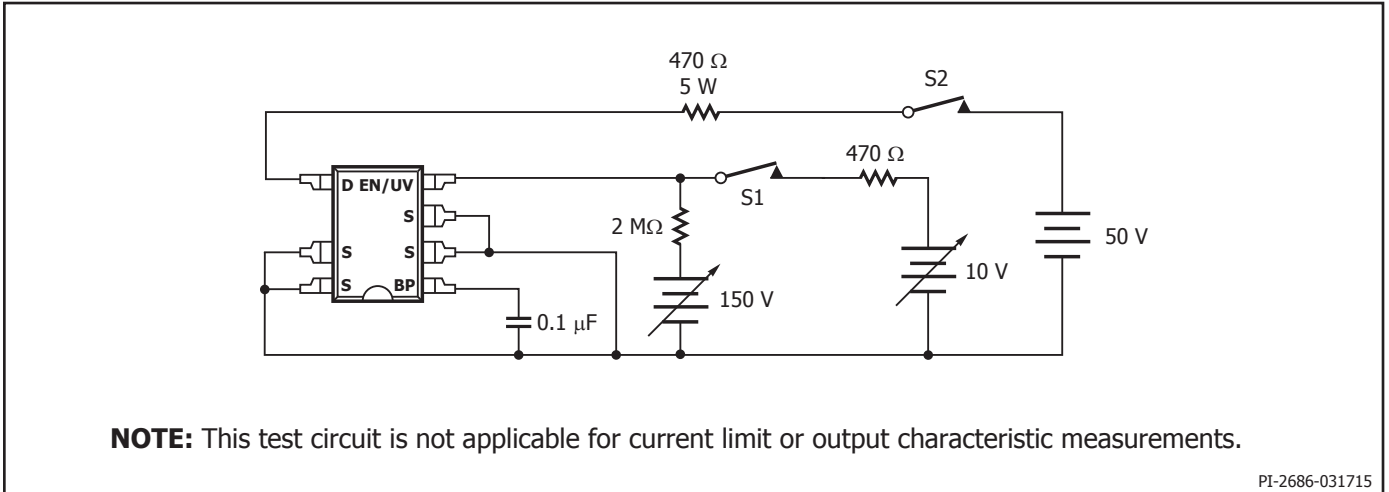 470 Ω
5 W
S2
470 Ω
S1
D EN/UV
S
2 MΩ
S S
50 V
10 V
S BP
150 V
0.1 µF
NOTE: This test circuit is not applicable for current limit or output characteristic measurements.
PI-2686-031715